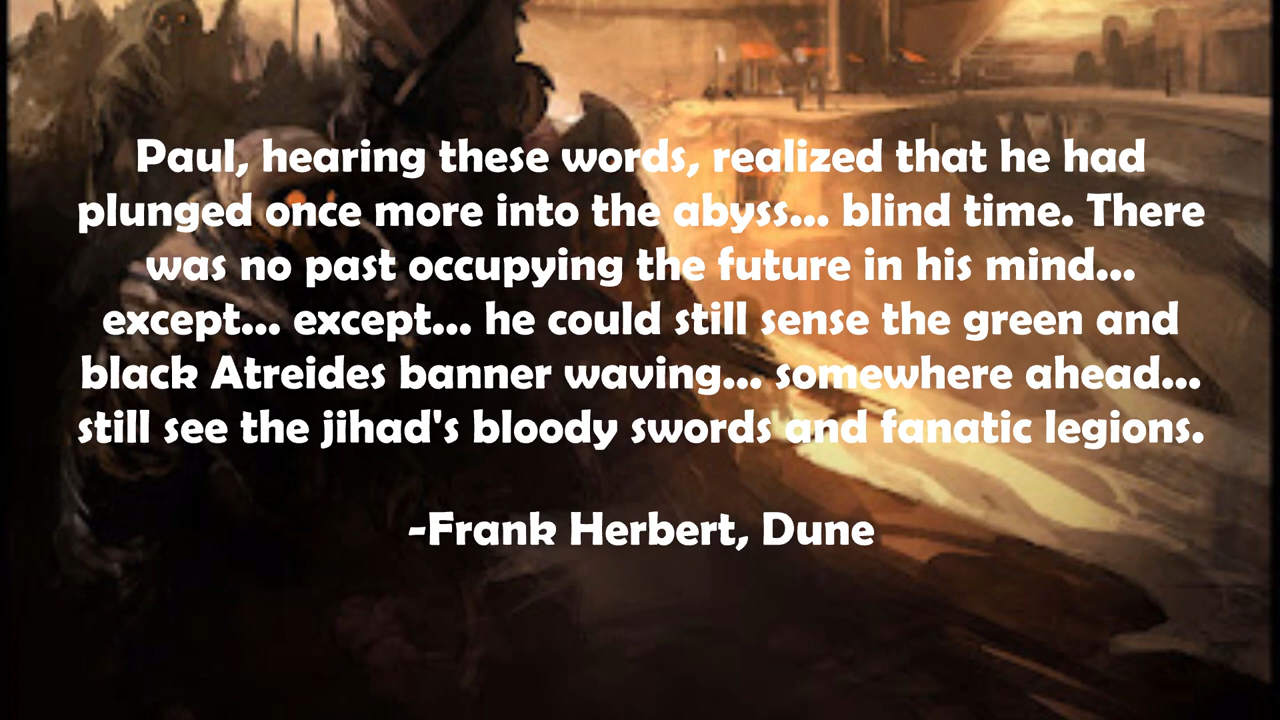 Paul, hearing these words, realized that he had
plunged once more into the abyss... blind time. There
was no past occupying the future in his mind...
except... except... he could still sense the green and
black Atreides banner waving... somewhere ahead...
still see the jihad's bloody swords and fanatic legions.
-Frank Herbert, Dune